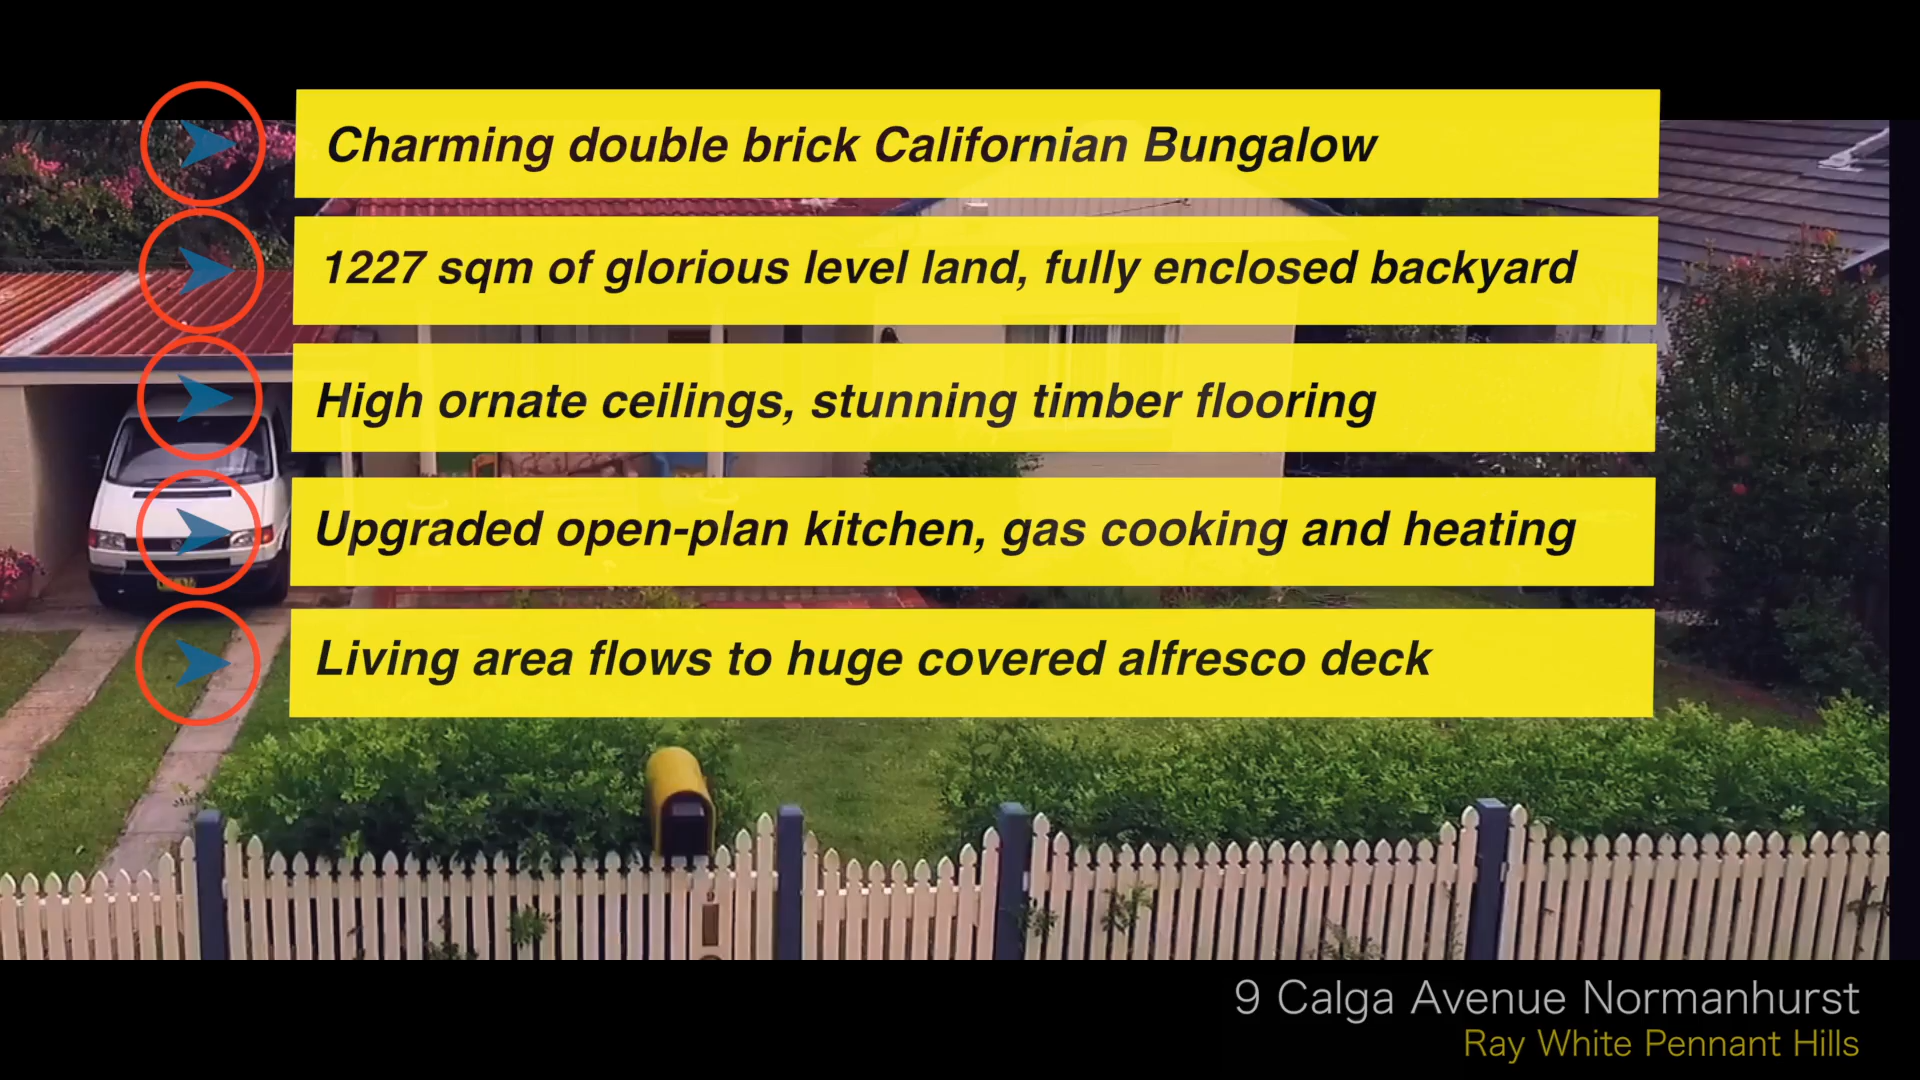 Charming double brick Californian Bungalow
1227 sqm of glorious level land, fully enclosed backyard
High ornate ceilings, stunning timber flooring
Upgraded open-plan kitchen, gas cooking and heating
Living area flows to huge covered alfresco deck
9
9 Calga Avenue Normanhurst
Ray White Pennant Hills